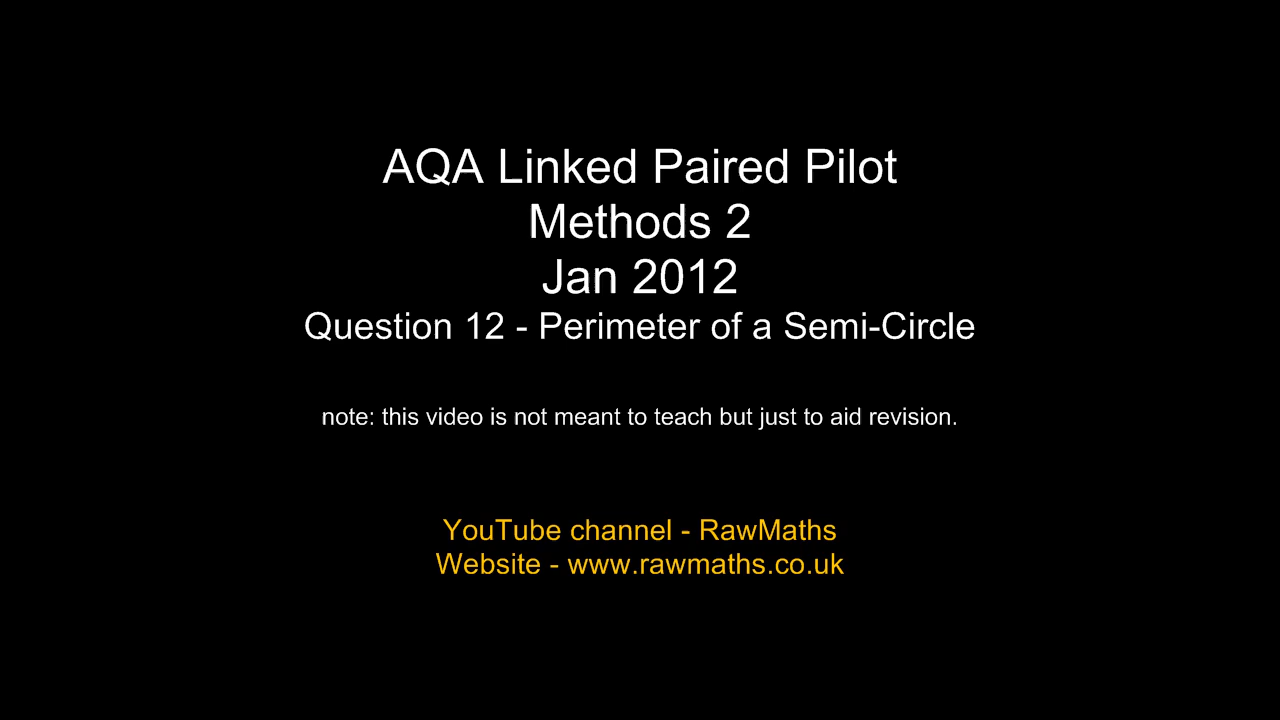 AQA Linked Paired Pilot
Methods 2
Jan 2012
Question 12 - Perimeter of a Semi-Circle
note: this video is not meant to teach but just to aid revision.
YouTube channel - RawMaths
Website - www.rawmaths.co.uk